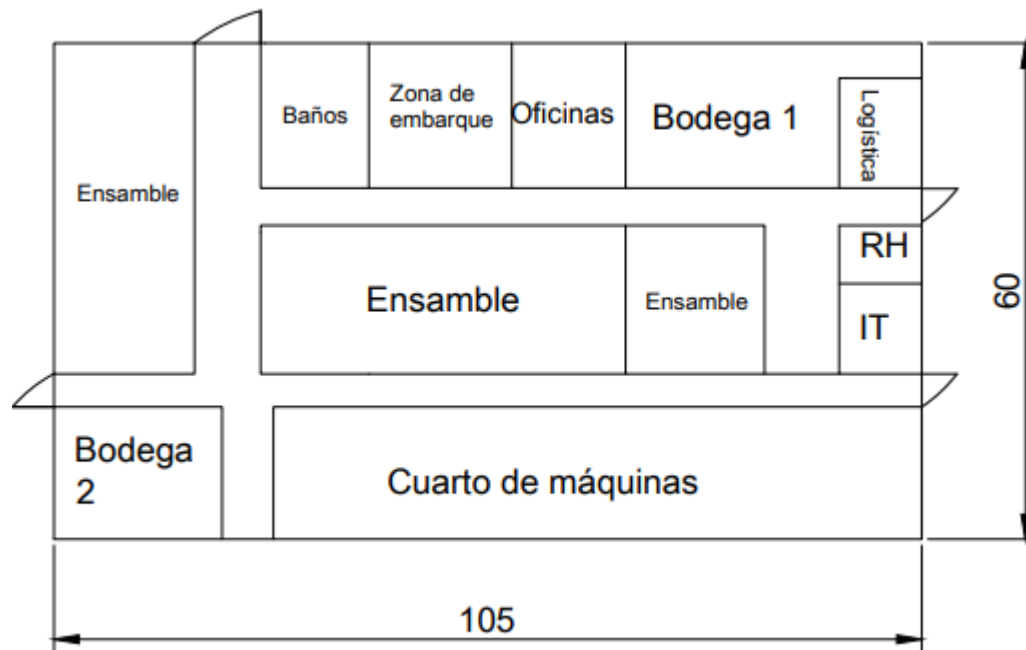 Baños
Zona de
embarque
Oficinas
Bodega 1
Logística
Ensamble
RH
Ensamble
Ensamble
IT
60
Bodega
2
Cuarto de máquinas
105